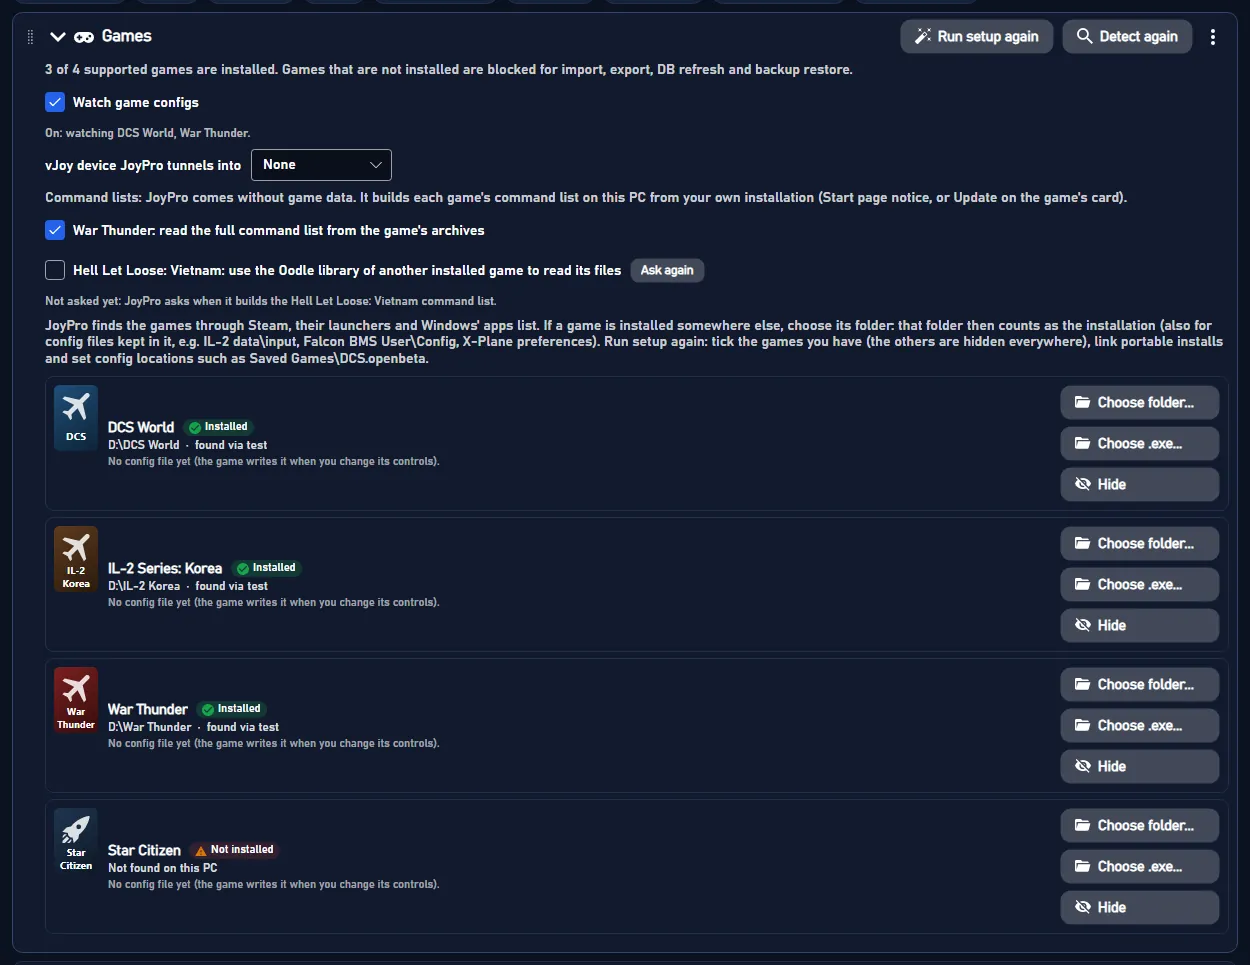 Games
Run setup again
Detect again
3 of 4 supported games are installed. Games that are not installed are blocked for import, export, DB refresh and backup restore.
Watch game configs
On: watching DCS World, War Thunder.
vJoy device JoyPro tunnels into
None
Command lists: JoyPro comes without game data. It builds each game's command list on this PC from your own installation (Start page notice, or Update on the game's card).
War Thunder: read the full command list from the game's archives
Hell Let Loose: Vietnam: use the Oodle library of another installed game to read its files
Ask again
Not asked yet: JoyPro asks when it builds the Hell Let Loose: Vietnam command list.
JoyPro finds the games through Steam, their launchers and Windows' apps list. If a game is installed somewhere else, choose its folder: that folder then counts as the installation (also for
config files kept in it, e.g. IL-2 data\input, Falcon BMS User\Config, X-Plane preferences). Run setup again: tick the games you have (the others are hidden everywhere), link portable installs
and set config locations such as Saved Games\DCS.openbeta.
DCS
DCS World
Installed
D:\DCS World · found via test
No config file yet (the game writes it when you change its controls).
Choose folder...
Choose .exe...
Hide
IL-2
Korea
IL-2 Series: Korea
Installed
D:\IL-2 Korea · found via test
No config file yet (the game writes it when you change its controls).
Choose folder...
Choose .exe...
Hide
War
Thunder
War Thunder
Installed
D:\War Thunder · found via test
No config file yet (the game writes it when you change its controls).
Choose folder...
Choose .exe...
Hide
Star
Citizen
Star Citizen
Not installed
Not found on this PC
No config file yet (the game writes it when you change its controls).
Choose folder...
Choose .exe...
Hide